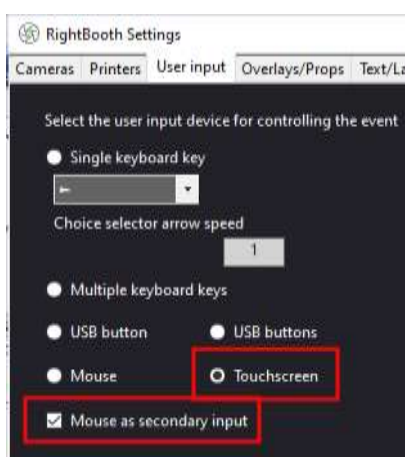 RightBooth Settings
Cameras Printers User input Overlays/Props
Select the user input device for controlling the event
Single keyboard key
Choice selector arrow speed
1
Multiple keyboard keys
USB button USB buttons
Mouse Touchscreen
Mouse as secondary input